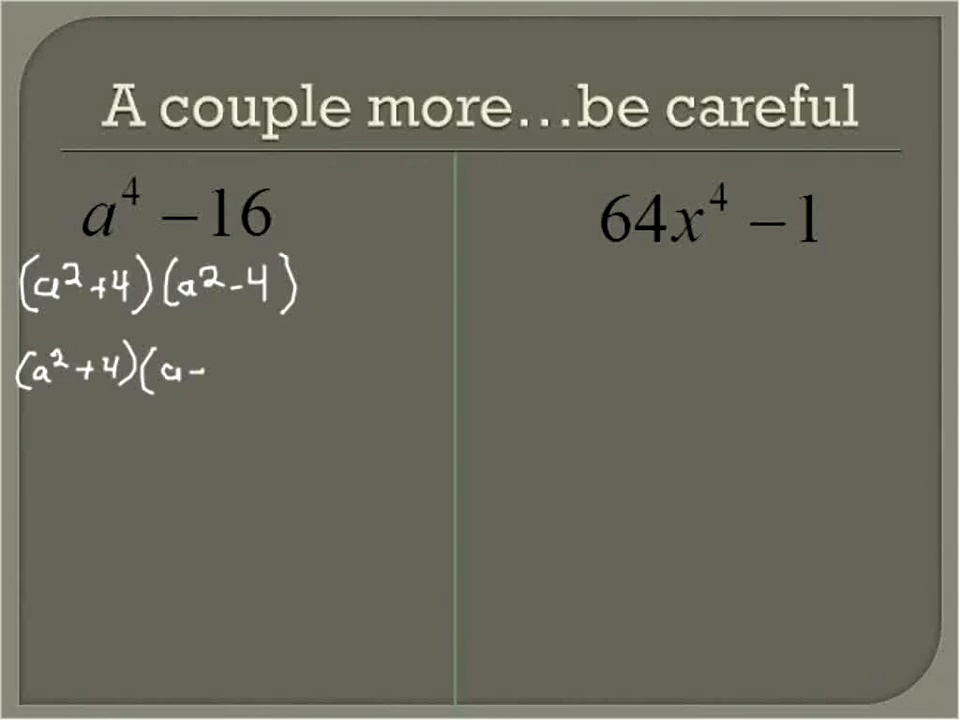 A couple more...be careful
a⁴ – 16
(a²+4)(a²-4)
(a²+4)(a -
64x⁴ – 1